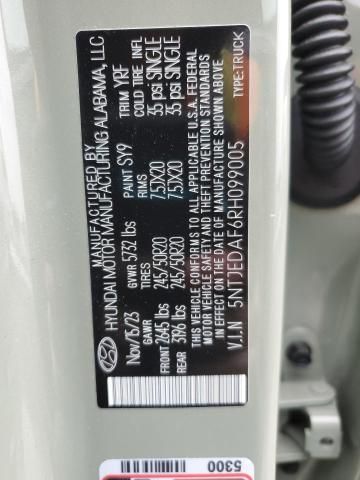 MANUFACTURED BY
HYUNDAI MOTOR MANUFACTURING ALABAMA, LLC
Nov/15/23 GVWR 5732 lbs PAINT SY9 TRIM YRF
GAWR TIRES RIMS COLD TIRE INFL
FRONT 2645 lbs 245/50R20 7.5JX20 35 psi SINGLE
REAR 3196 lbs 245/50R20 7.5JX20 35 psi SINGLE
THIS VEHICLE CONFORMS TO ALL APPLICABLE U.S.A. FEDERAL
MOTOR VEHICLE SAFETY AND THEFT PREVENTION STANDARDS
IN EFFECT ON THE DATE OF MANUFACTURE SHOWN ABOVE
V.I.N 5NTJEDAF6RH099005 TYPE:TRUCK
5300